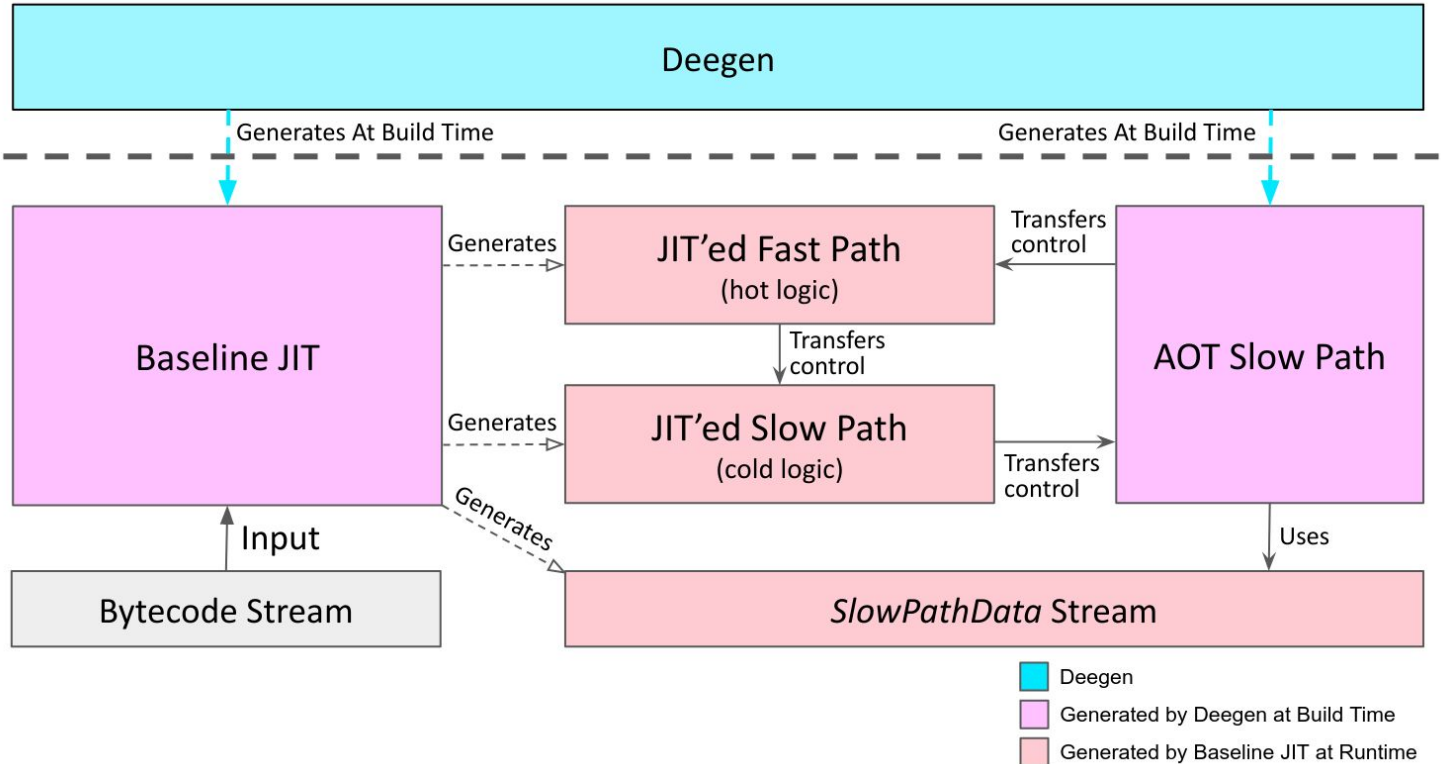 Deegen
Generates At Build Time
Generates At Build Time
Generates
JIT’ed Fast Path
(hot logic)
Transfers
control
Baseline JIT
Transfers
control
AOT Slow Path
Generates
JIT’ed Slow Path
(cold logic)
Transfers
control
Generates
Input
Uses
Bytecode Stream
SlowPathData Stream
Deegen
Generated by Deegen at Build Time
Generated by Baseline JIT at Runtime